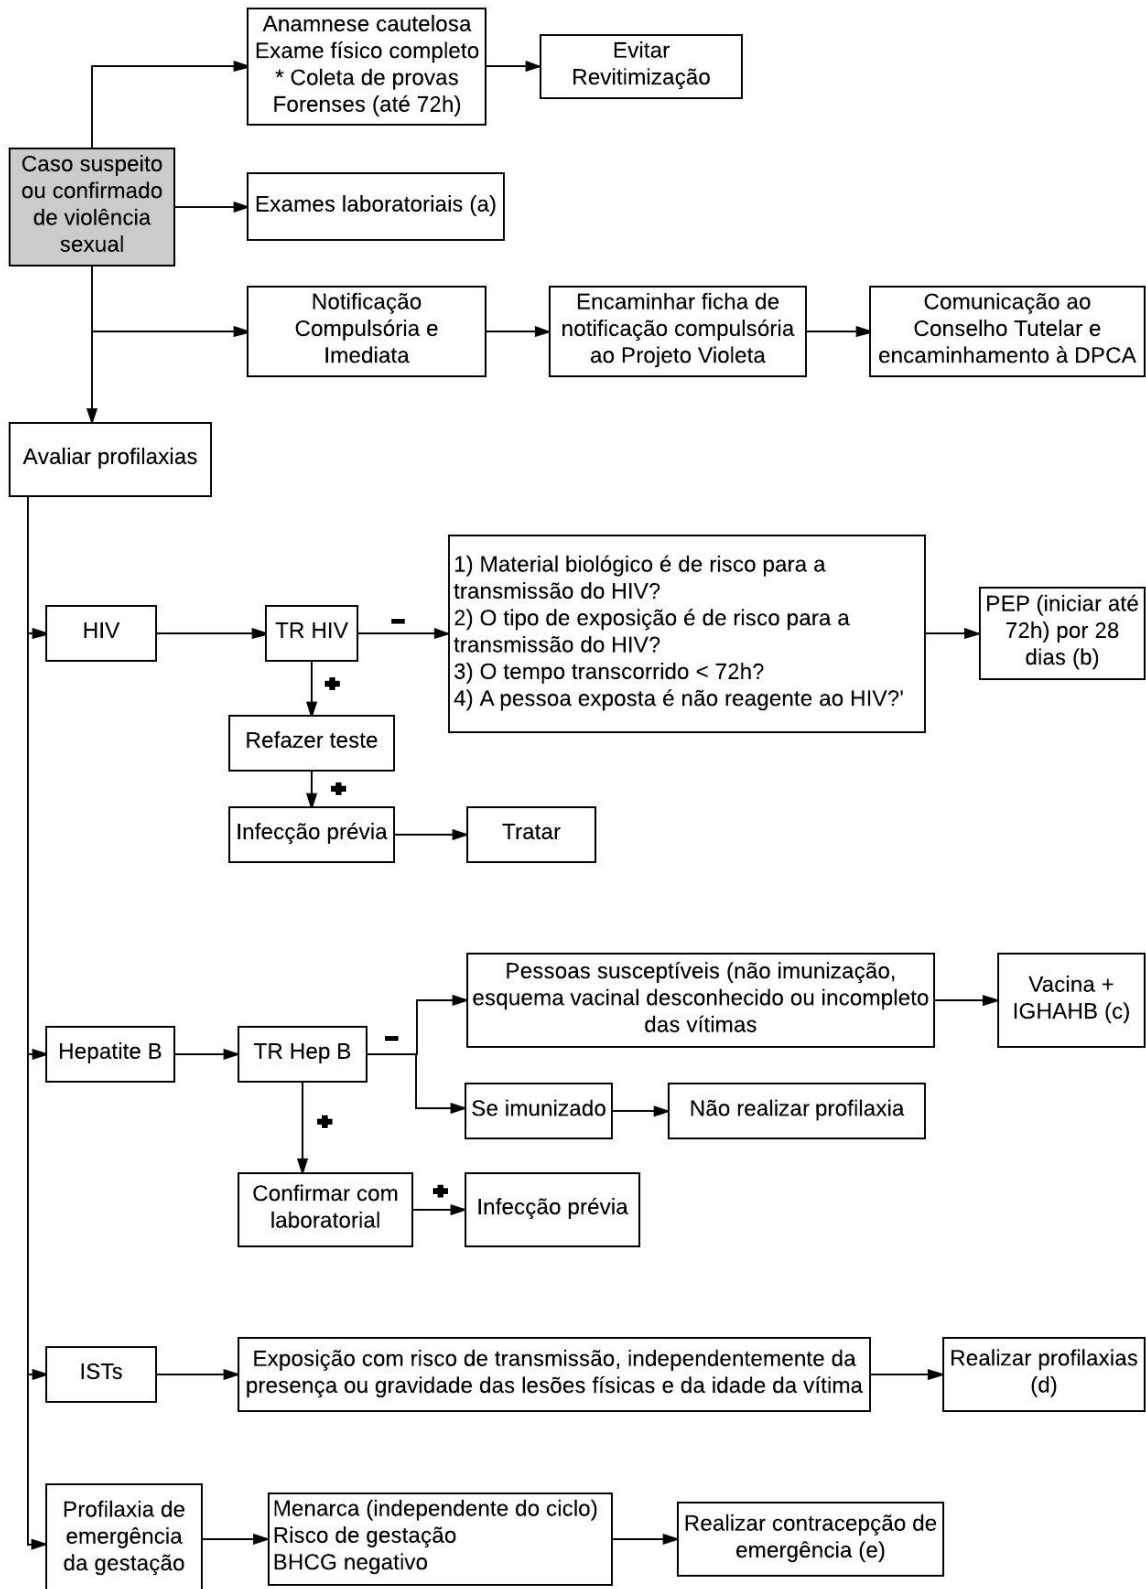 Anamnese cautelosa
Exame físico completo
* Coleta de provas
Forenses (até 72h)
Evitar
Revitimização
Caso suspeito
ou confirmado
de violência
sexual
Exames laboratoriais (a)
Notificação
Compulsória e
Imediata
Encaminhar ficha de
notificação compulsória
ao Projeto Violeta
Comunicação ao
Conselho Tutelar e
encaminhamento à DPCA
Avaliar profilaxias
HIV
TR HIV
-
1) Material biológico é de risco para a
transmissão do HIV?
2) O tipo de exposição é de risco para a
transmissão do HIV?
3) O tempo transcorrido < 72h?
4) A pessoa exposta é não reagente ao HIV?'
PEP (iniciar até
72h) por 28
dias (b)
+
Refazer teste
+
Infecção prévia
Tratar
Hepatite B
TR Hep B
-
Pessoas susceptíveis (não imunização,
esquema vacinal desconhecido ou incompleto
das vítimas
Vacina +
IGHAHB (c)
Se imunizado
Não realizar profilaxia
+
Confirmar com
laboratorial
+
Infecção prévia
ISTs
Exposição com risco de transmissão, independentemente da
presença ou gravidade das lesões físicas e da idade da vítima
Realizar profilaxias
(d)
Profilaxia de
emergência
da gestação
Menarca (independente do ciclo)
Risco de gestação
BHCG negativo
Realizar contracepção de
emergência (e)